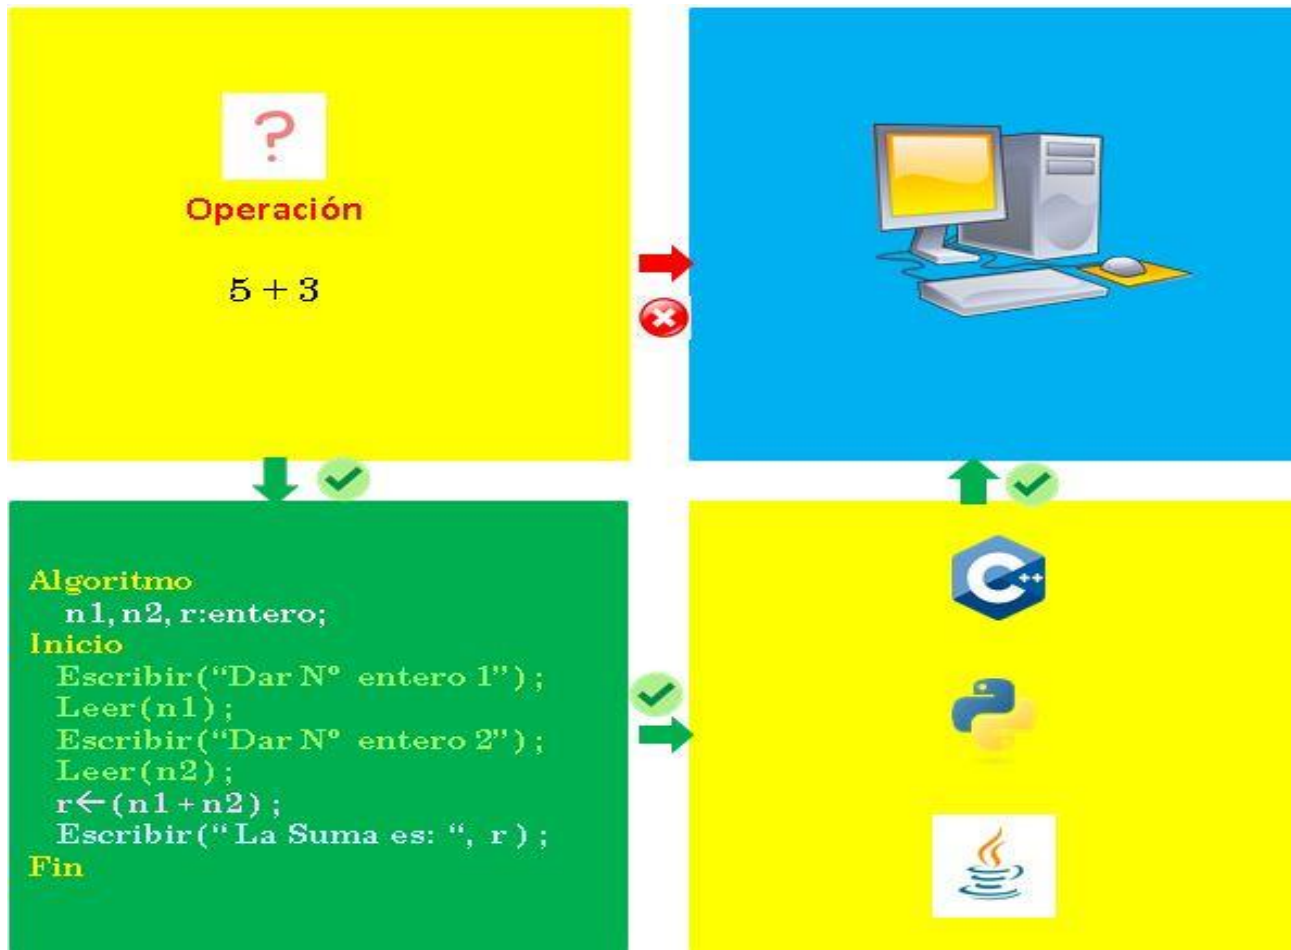 ?
Operación
5 + 3
Algoritmo
n1, n2, r:entero;
Inicio
Escribir(“Dar Nº entero 1”);
Leer(n1);
Escribir(“Dar Nº entero 2”);
Leer(n2);
r←(n1+n2);
Escribir(“La Suma es: “, r);
Fin
C++